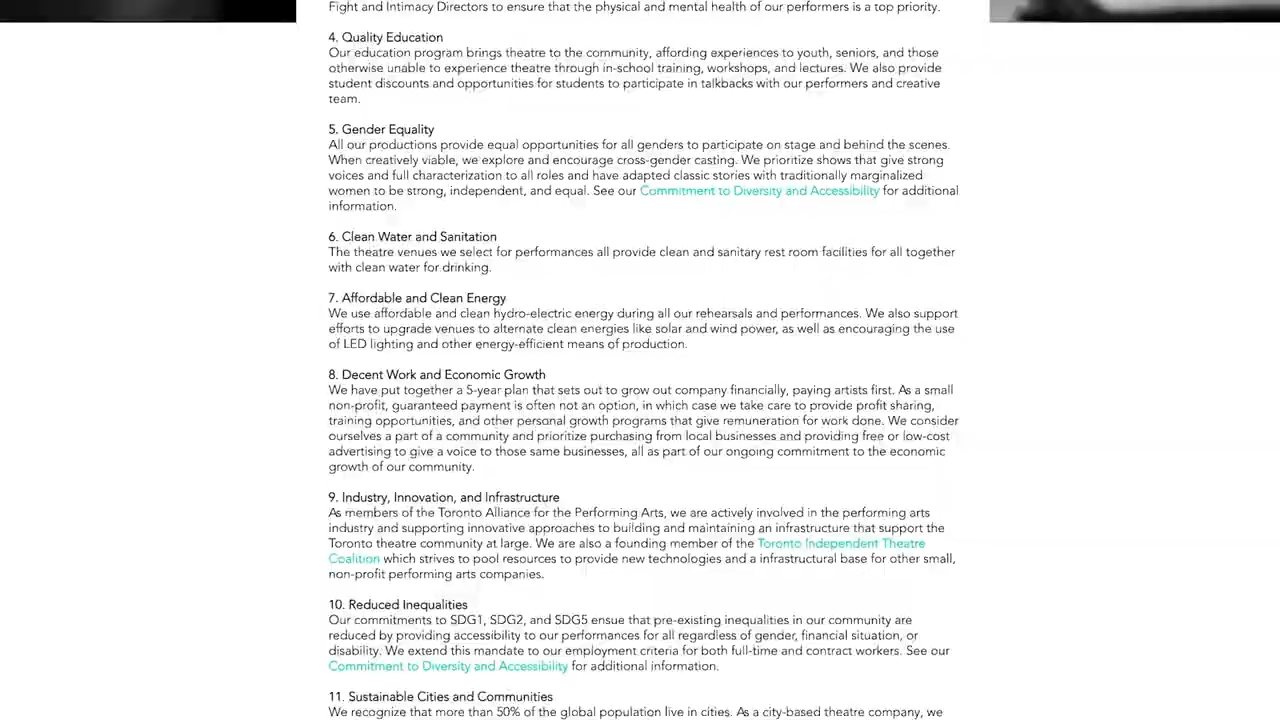 Fight and Intimacy Directors to ensure that the physical and mental health of our performers is a top priority.
4. Quality Education
Our education program brings theatre to the community, affording experiences to youth, seniors, and those
otherwise unable to experience theatre through in-school training, workshops, and lectures. We also provide
student discounts and opportunities for students to participate in talkbacks with our performers and creative
team.
5. Gender Equality
All our productions provide equal opportunities for all genders to participate on stage and behind the scenes.
When creatively viable, we explore and encourage cross-gender casting. We prioritize shows that give strong
voices and full characterization to all roles and have adapted classic stories with traditionally marginalized
women to be strong, independent, and equal. See our Commitment to Diversity and Accessibility for additional
information.
6. Clean Water and Sanitation
The theatre venues we select for performances all provide clean and sanitary rest room facilities for all together
with clean water for drinking.
7. Affordable and Clean Energy
We use affordable and clean hydro-electric energy during all our rehearsals and performances. We also support
efforts to upgrade venues to alternate clean energies like solar and wind power, as well as encouraging the use
of LED lighting and other energy-efficient means of production.
8. Decent Work and Economic Growth
We have put together a 5-year plan that sets out to grow out company financially, paying artists first. As a small
non-profit, guaranteed payment is often not an option, in which case we take care to provide profit sharing,
training opportunities, and other personal growth programs that give remuneration for work done. We consider
ourselves a part of a community and prioritize purchasing from local businesses and providing free or low-cost
advertising to give a voice to those same businesses, all as part of our ongoing commitment to the economic
growth of our community.
9. Industry, Innovation, and Infrastructure
As members of the Toronto Alliance for the Performing Arts, we are actively involved in the performing arts
industry and supporting innovative approaches to building and maintaining an infrastructure that support the
Toronto theatre community at large. We are also a founding member of the Toronto Independent Theatre
Coalition which strives to pool resources to provide new technologies and a infrastructural base for other small,
non-profit performing arts companies.
10. Reduced Inequalities
Our commitments to SDG1, SDG2, and SDG5 ensure that pre-existing inequalities in our community are
reduced by providing accessibility to our performances for all regardless of gender, financial situation, or
disability. We extend this mandate to our employment criteria for both full-time and contract workers. See our
Commitment to Diversity and Accessibility for additional information.
11. Sustainable Cities and Communities
We recognize that more than 50% of the global population live in cities. As a city-based theatre company, we